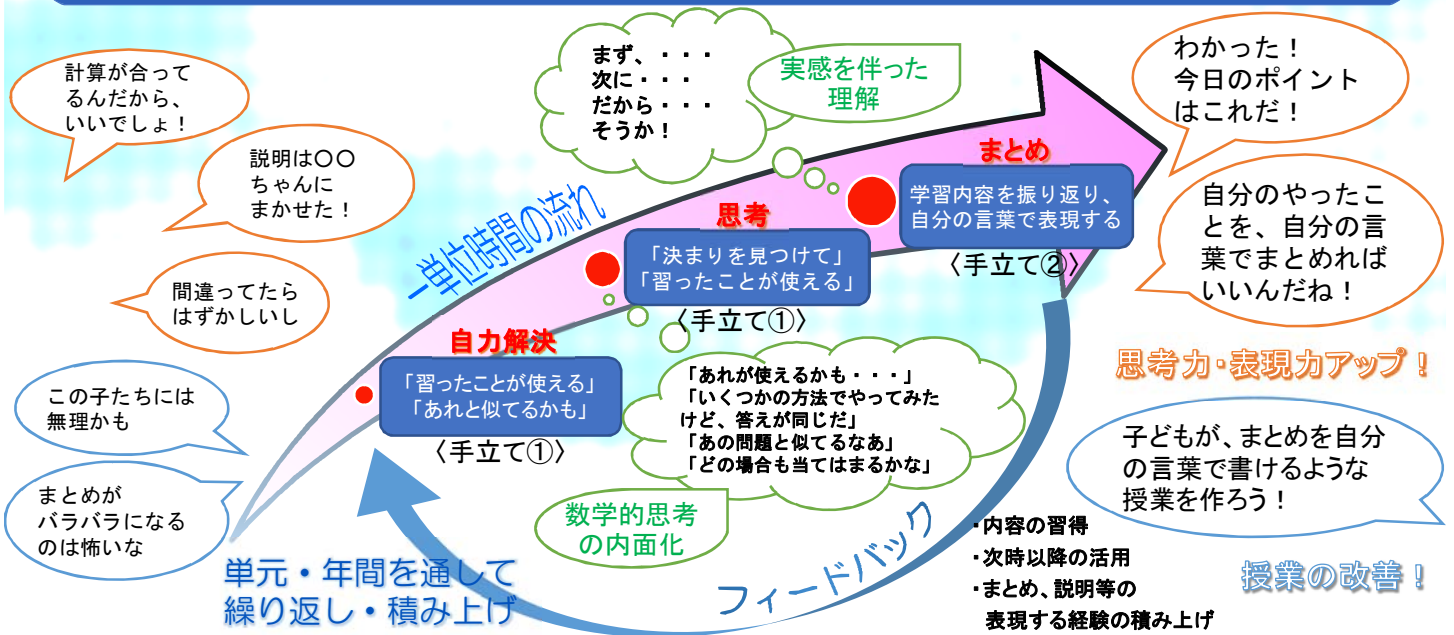 計算が合って
るんだから、
いいでしょ！
説明は〇〇
ちゃんに
まかせた！
間違ってたら
はずかしいし
この子たちには
無理かも
まとめが
バラバラになる
のは怖いな
まず、・・・
次に・・・
だから・・・
そうか！
実感を伴った
理解
一単位時間の流れ
自力解決
「習ったことが使える」
「あれと似てるかも」
〈手立て①〉
思考
「決まりを見つけて」
「習ったことが使える」
〈手立て①〉
まとめ
学習内容を振り返り、
自分の言葉で表現する
〈手立て②〉
「あれが使えるかも・・・」
「いくつかの方法でやってみた
けど、答えが同じだ」
「あの問題と似てるなあ」
「どの場合も当てはまるかな」
数学的思考
の内面化
わかった！
今日のポイント
はこれだ！
自分のやったこ
とを、自分の言
葉でまとめれば
いいんだね！
思考力・表現力アップ！
子どもが、まとめを自分
の言葉で書けるような
授業を作ろう！
授業の改善！
フィードバック
・内容の習得
・次時以降の活用
・まとめ、説明等の
表現する経験の積み上げ
単元・年間を通して
繰り返し・積み上げ